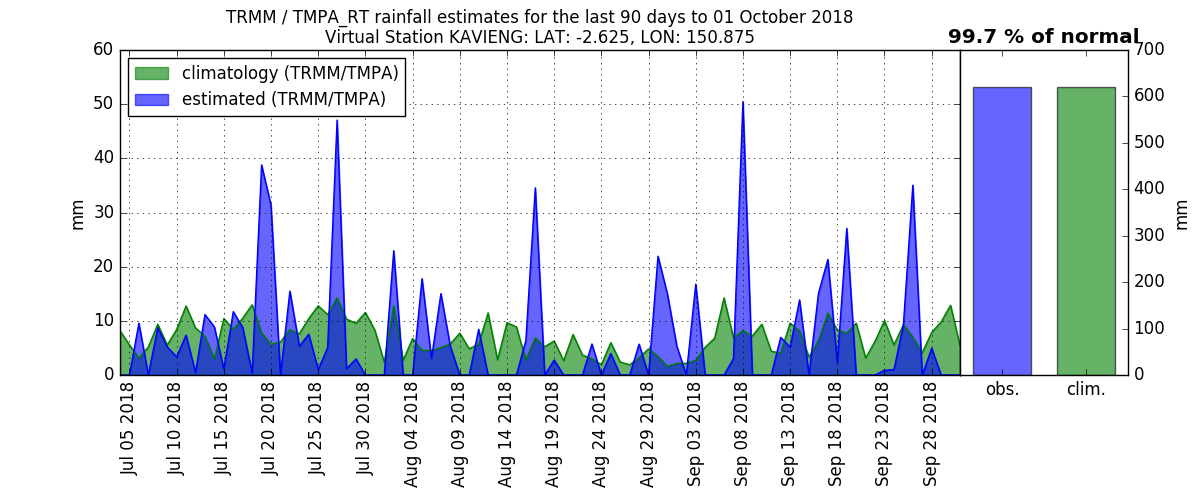 TRMM / TMPA_RT rainfall estimates for the last 90 days to 01 October 2018
Virtual Station KAVIENG: LAT: -2.625, LON: 150.875
99.7 % of normal
climatology (TRMM/TMPA)
estimated (TRMM/TMPA)
60
50
40
30
20
10
0
mm
700
600
500
400
300
200
100
0
mm
Jul 05 2018
Jul 10 2018
Jul 15 2018
Jul 20 2018
Jul 25 2018
Jul 30 2018
Aug 04 2018
Aug 09 2018
Aug 14 2018
Aug 19 2018
Aug 24 2018
Aug 29 2018
Sep 03 2018
Sep 08 2018
Sep 13 2018
Sep 18 2018
Sep 23 2018
Sep 28 2018
obs.
clim.